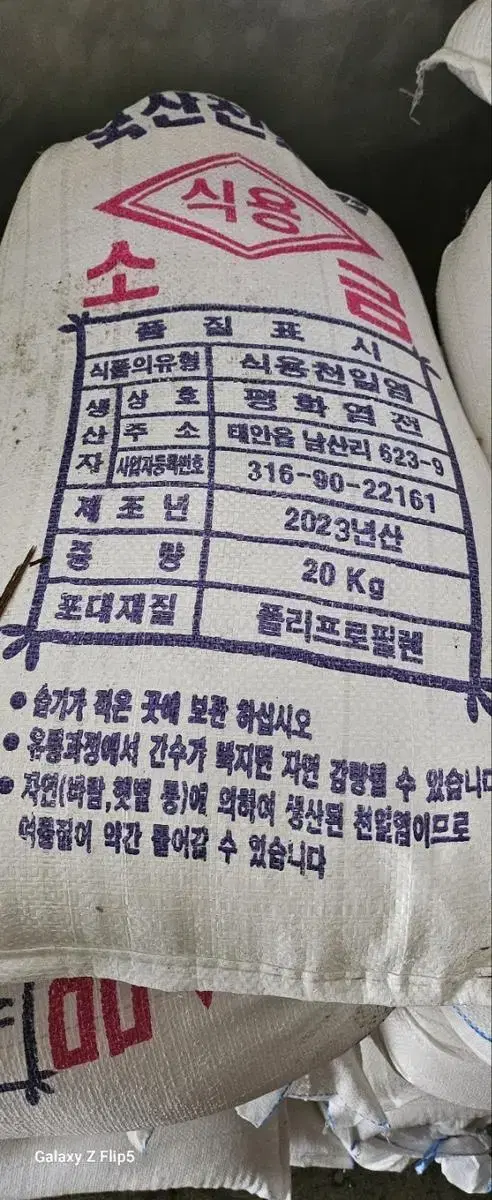 국산천
식용
소 금
품 질 표 시
식품의유형 식용천일염
생산자 상 호 평화염전
주 소 태안읍 남산리 623-9
사업자등록번호 316-90-22161
제 조 년 2023년산
중 량 20 Kg
포대재질 폴리프로필렌
● 습기가 적은 곳에 보관 하십시오
● 유통과정에서 간수가 빠지면 자연 감량될 수 있습니다
● 자연(바람,햇볕 등)에 의하여 생산된 천일염이므로
이물질이 약간 들어갈 수 있습니다
Galaxy Z Flip5